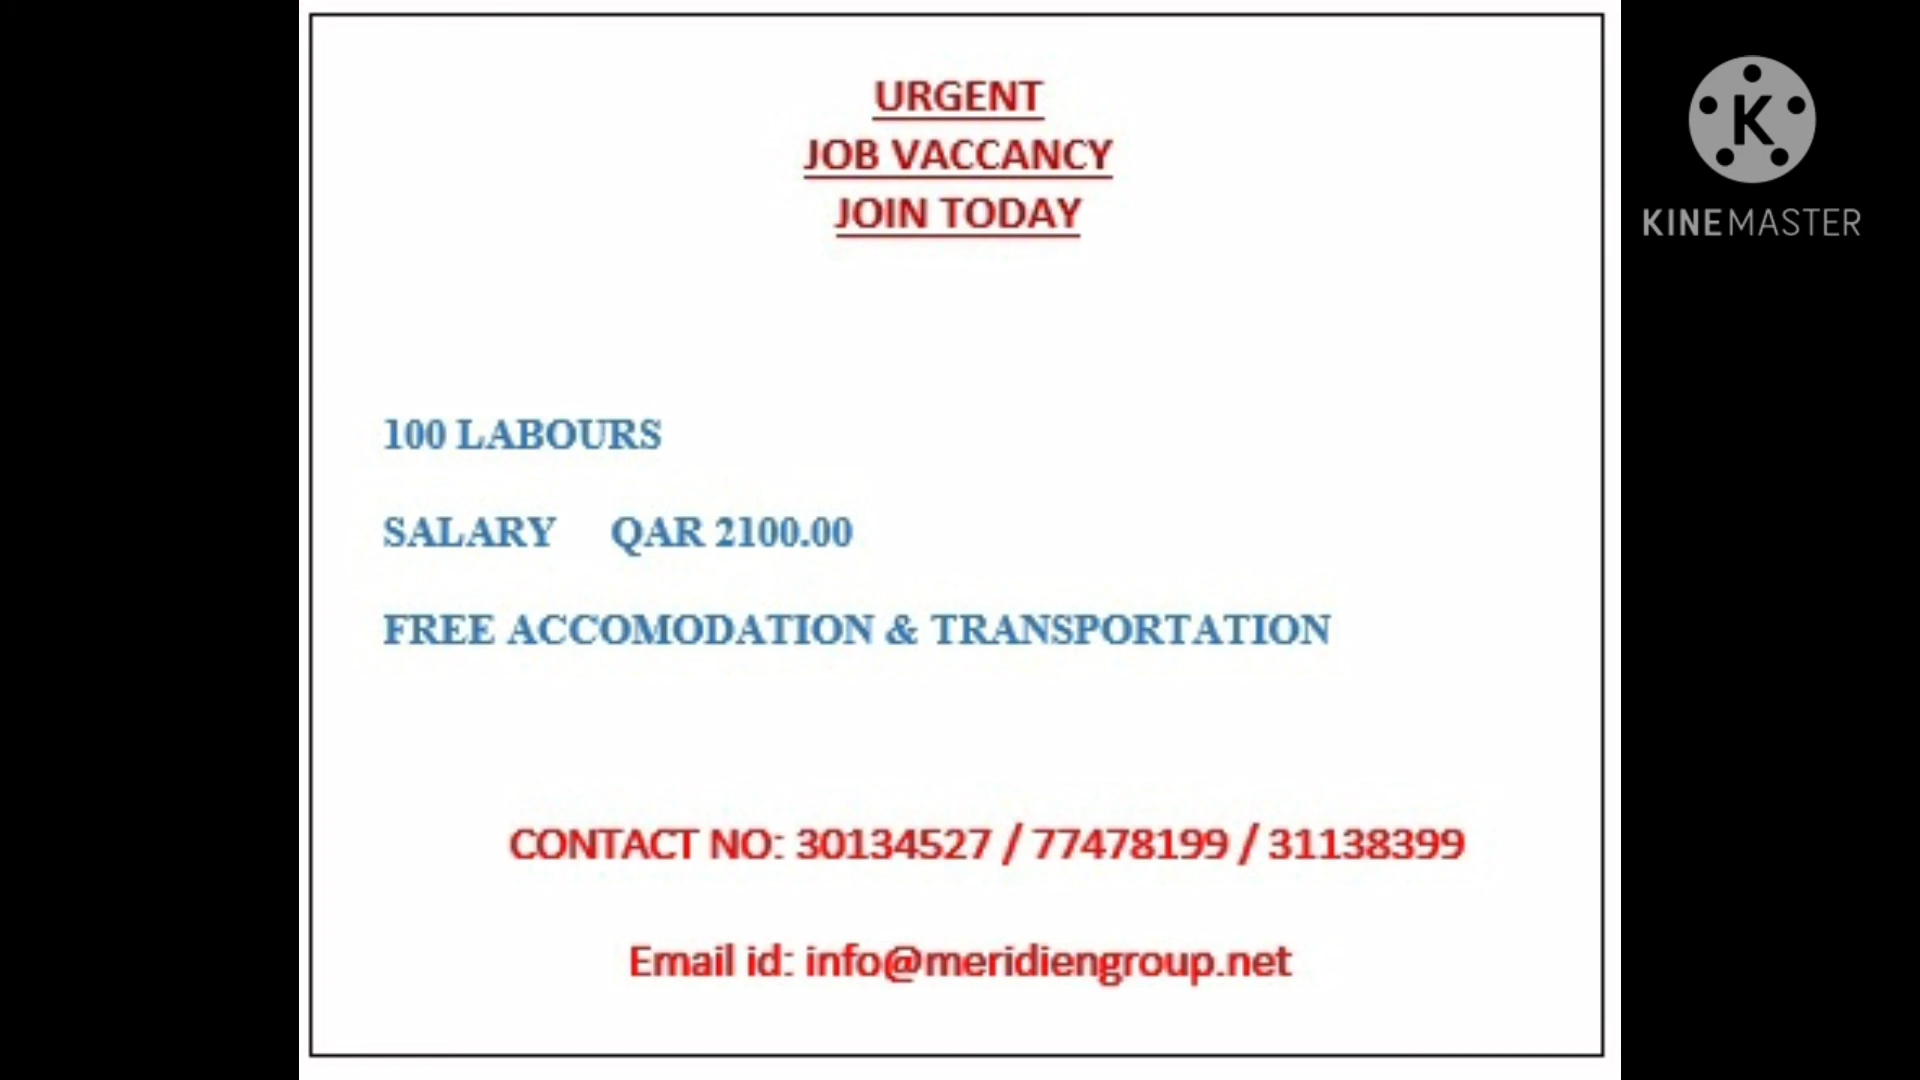 URGENT
JOB VACCANCY
JOIN TODAY
K
KINEMASTER
100 LABOURS
SALARY QAR 2100.00
FREE ACCOMODATION & TRANSPORTATION
CONTACT NO: 30134527 / 77478199 / 31138399
Email id: info@meridiengroup.net